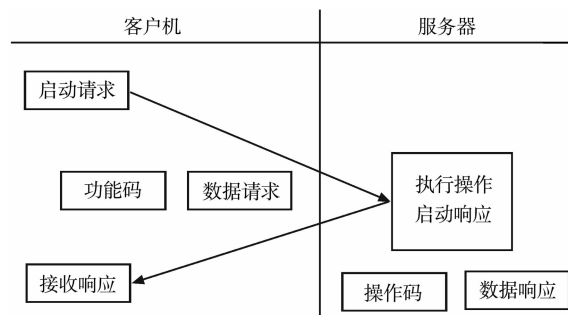 客户机
服务器
启动请求
功能码
数据请求
执行操作
启动响应
接收响应
操作码
数据响应